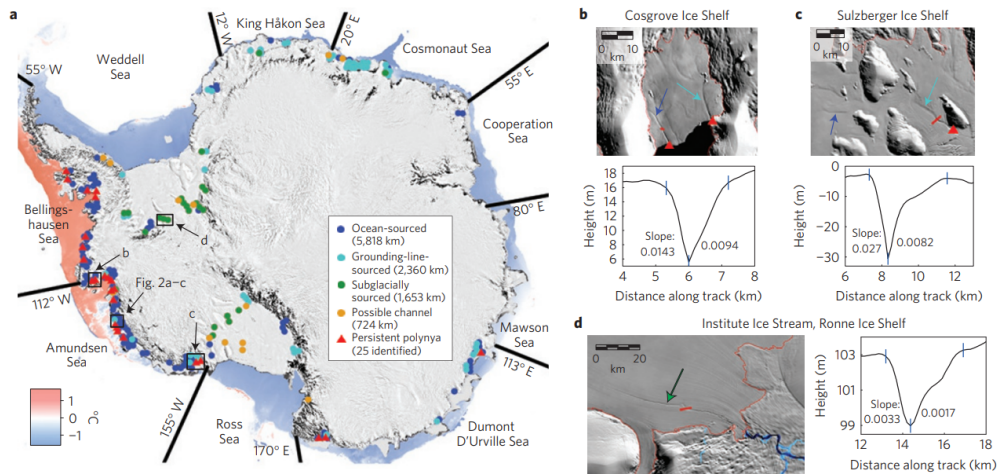 a
12° W
King Håkon Sea
20° E
Cosmonaut Sea
Weddell
Sea
55° W
55° E
Cooperation
Sea
Bellings-
hausen
Sea
80° E
b
d
Ocean-sourced
(5,818 km)
Grounding-line-
sourced (2,360 km)
Subglacially
sourced (1,653 km)
Possible channel
(724 km)
Persistent polynya
(25 identified)
112° W
Fig. 2a–c
c
Amundsen
Sea
Mawson
Sea
113° E
1
0
−1
°C
155° W
Ross
Sea
170° E
Dumont
D'Urville Sea
b
Cosgrove Ice Shelf
0 10
km
Height (m)
18
16
14
12
10
8
6
Slope:
0.0143
0.0094
4 5 6 7 8
Distance along track (km)
c
Sulzberger Ice Shelf
0 10
km
Height (m)
0
−10
−20
−30
Slope:
0.027
0.0082
6 8 10 12
Distance along track (km)
d
Institute Ice Stream, Ronne Ice Shelf
0 20
km
Height (m)
103
101
99
Slope:
0.0033
0.0017
12 14 16 18
Distance along track (km)